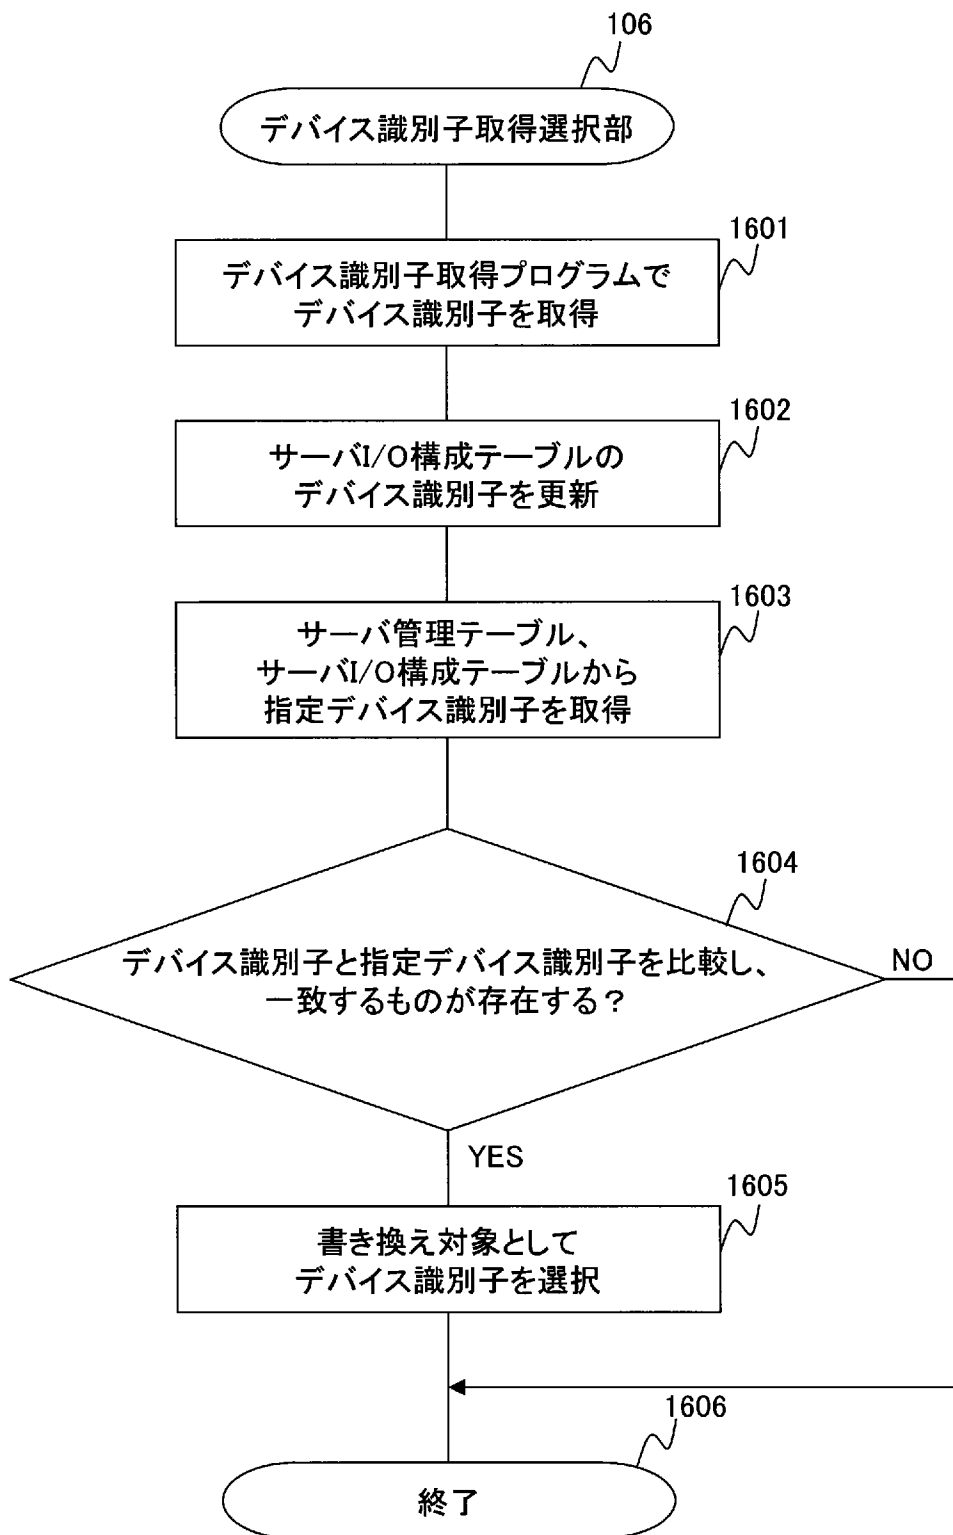 106
デバイス識別子取得選択部
1601
デバイス識別子取得プログラムで
デバイス識別子を取得
1602
サーバI/O構成テーブルの
デバイス識別子を更新
1603
サーバ管理テーブル、
サーバI/O構成テーブルから
指定デバイス識別子を取得
1604
デバイス識別子と指定デバイス識別子を比較し、
一致するものが存在する？
NO
YES
1605
書き換え対象として
デバイス識別子を選択
1606
終了